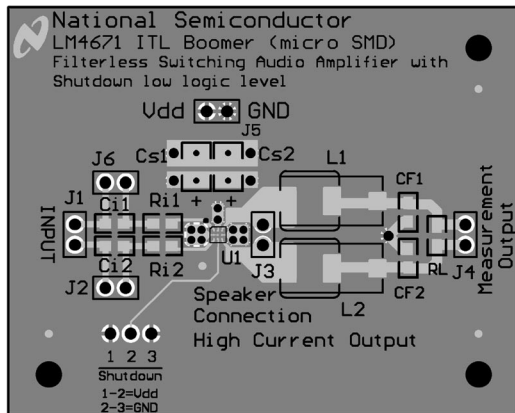 National Semiconductor
LM4671 ITL Boomer (micro SMD)
Filterless Switching Audio Amplifier with
Shutdown low logic level
Vdd GND
J5
Cs1 Cs2
J6 L1
Ci1 Ri1 + + CF1
J1
INPUT
Ci2 Ri2 U1 J3 RL J4
Measurement
Output
J2 CF2
L2
Speaker
Connection
High Current Output
1 2 3
Shutdown
1-2=Vdd
2-3=GND